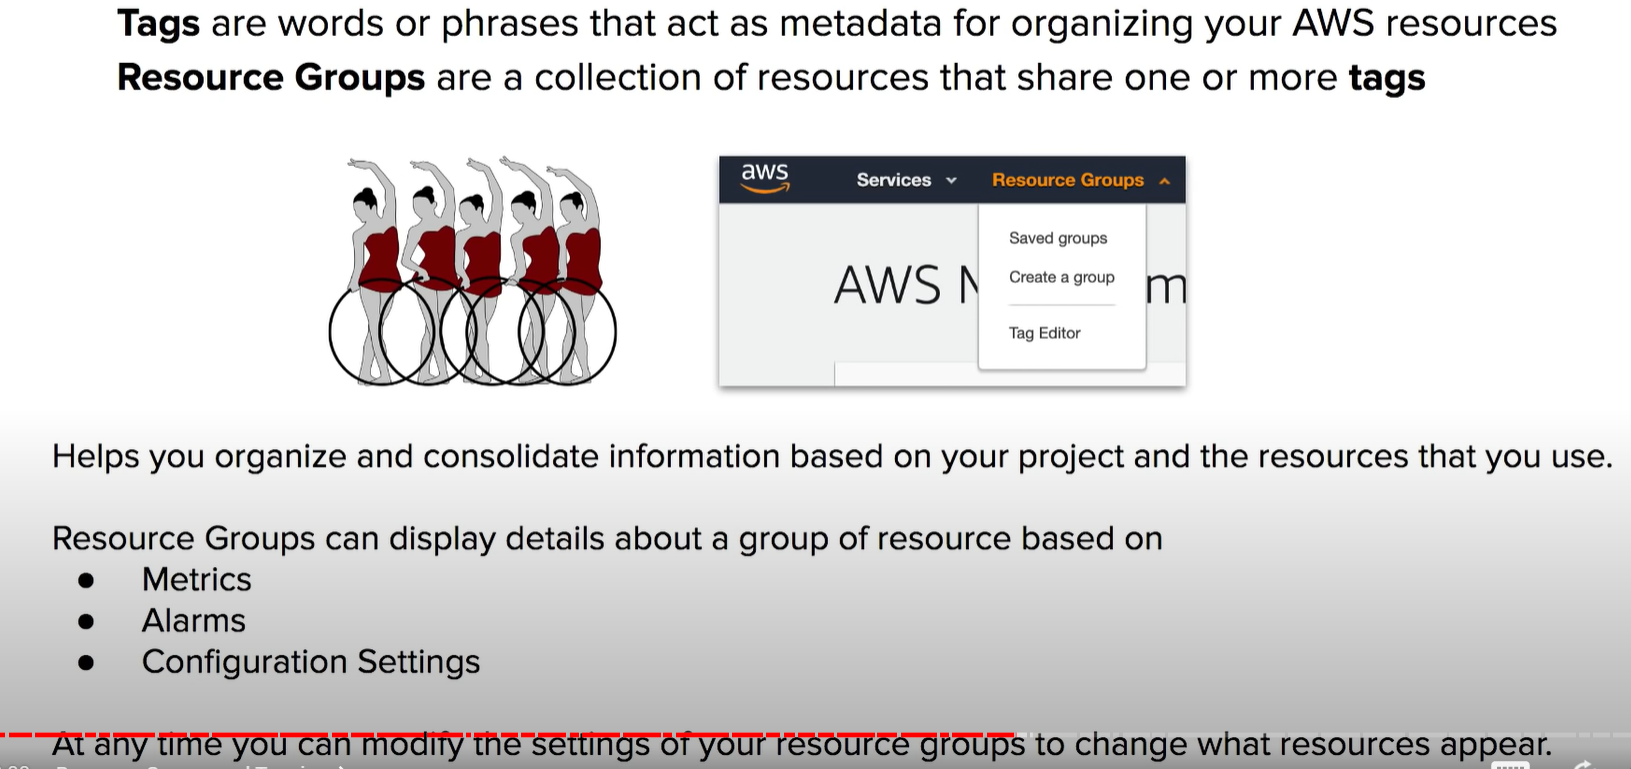 Tags are words or phrases that act as metadata for organizing your AWS resources
Resource Groups are a collection of resources that share one or more tags
aws
Services
Resource Groups
Saved groups
Create a group
Tag Editor
AWS
Helps you organize and consolidate information based on your project and the resources that you use.
Resource Groups can display details about a group of resource based on
● Metrics
● Alarms
● Configuration Settings
At any time you can modify the settings of your resource groups to change what resources appear.